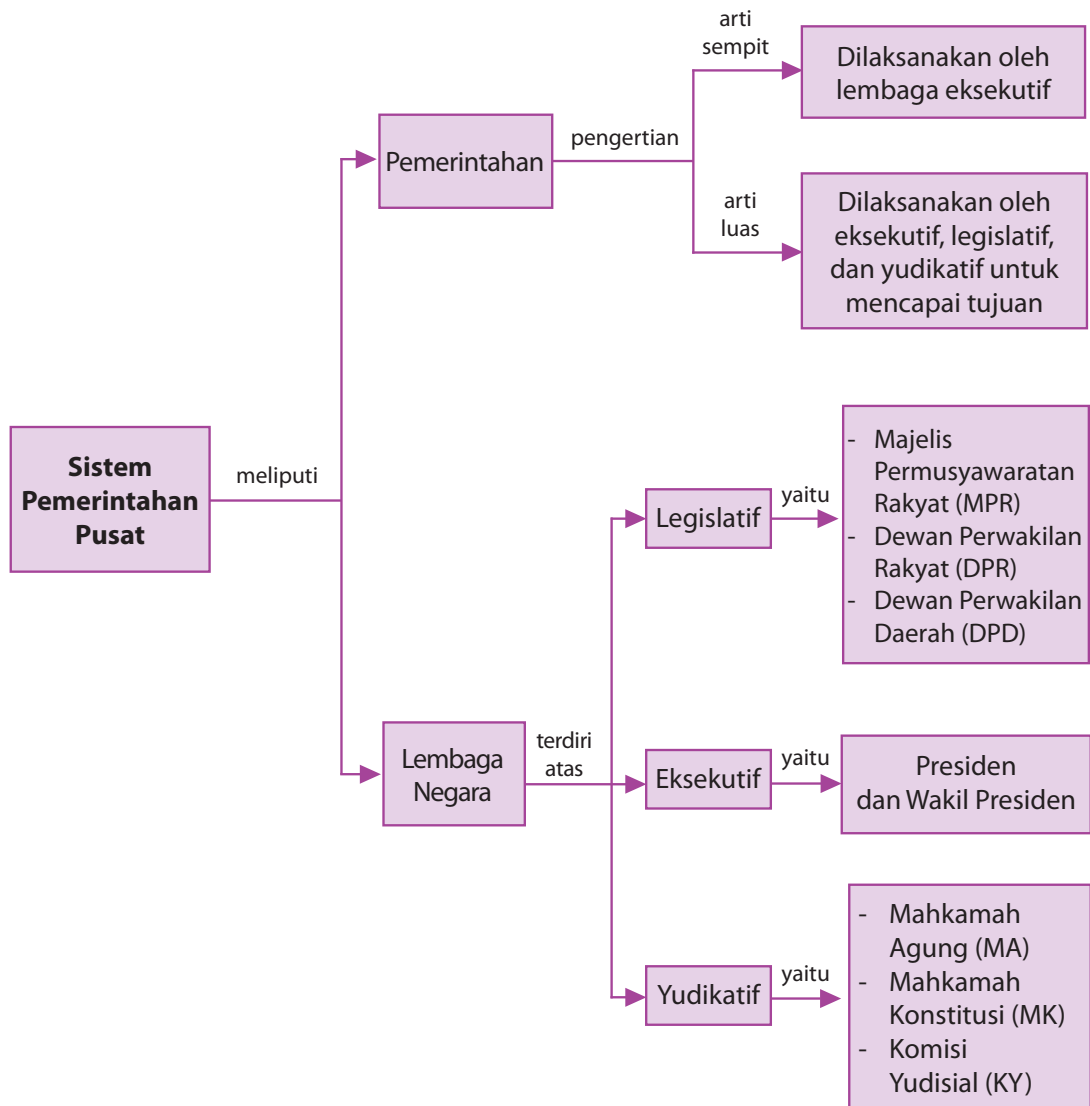 Sistem
Pemerintahan
Pusat
meliputi
Pemerintahan
pengertian
arti
sempit
Dilaksanakan oleh
lembaga eksekutif
arti
luas
Dilaksanakan oleh
eksekutif, legislatif,
dan yudikatif untuk
mencapai tujuan
Lembaga
Negara
terdiri
atas
Legislatif
yaitu
- Majelis
Permusyawaratan
Rakyat (MPR)
- Dewan Perwakilan
Rakyat (DPR)
- Dewan Perwakilan
Daerah (DPD)
Eksekutif
yaitu
Presiden
dan Wakil Presiden
Yudikatif
yaitu
- Mahkamah
Agung (MA)
- Mahkamah
Konstitusi (MK)
- Komisi
Yudisial (KY)